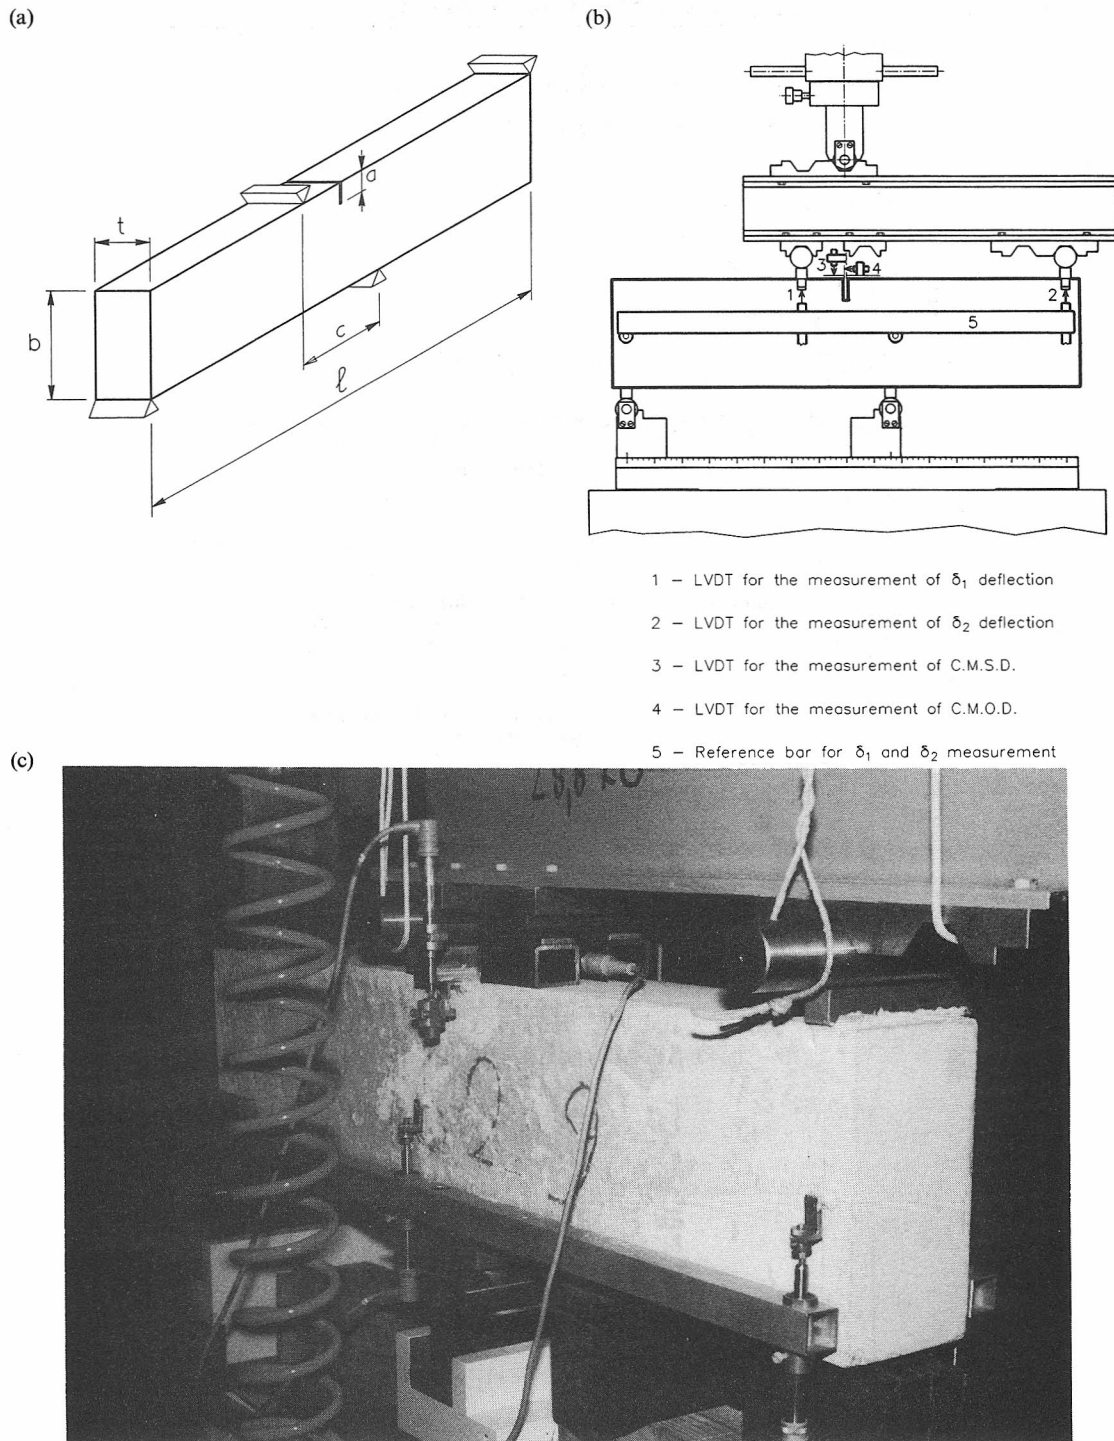 (a)
(b)
t
b
a
c
ℓ
3
4
1
2
5
1 – LVDT for the measurement of δ₁ deflection
2 – LVDT for the measurement of δ₂ deflection
3 – LVDT for the measurement of C.M.S.D.
4 – LVDT for the measurement of C.M.O.D.
5 – Reference bar for δ₁ and δ₂ measurement
(c)